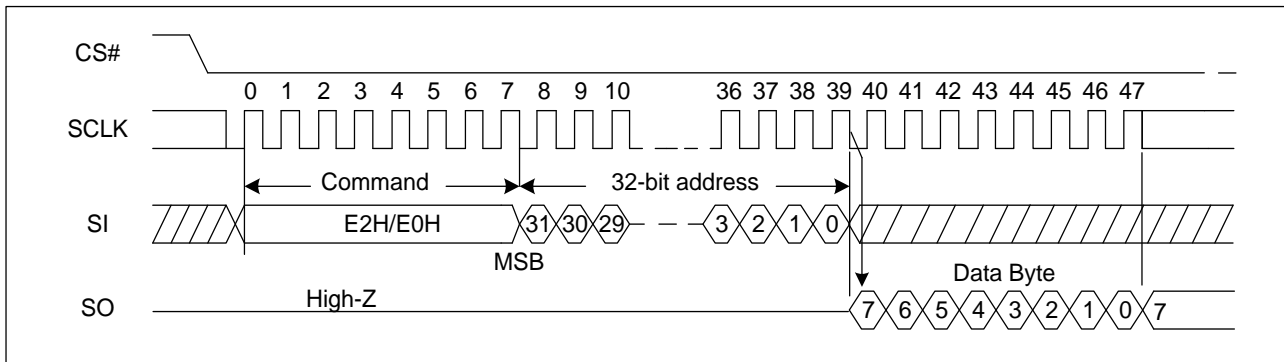 CS#
0 1 2 3 4 5 6 7 8 9 10 36 37 38 39 40 41 42 43 44 45 46 47
SCLK
Command 32-bit address
SI E2H/E0H 31 30 29 3 2 1 0
MSB Data Byte
High-Z
SO 7 6 5 4 3 2 1 0 7